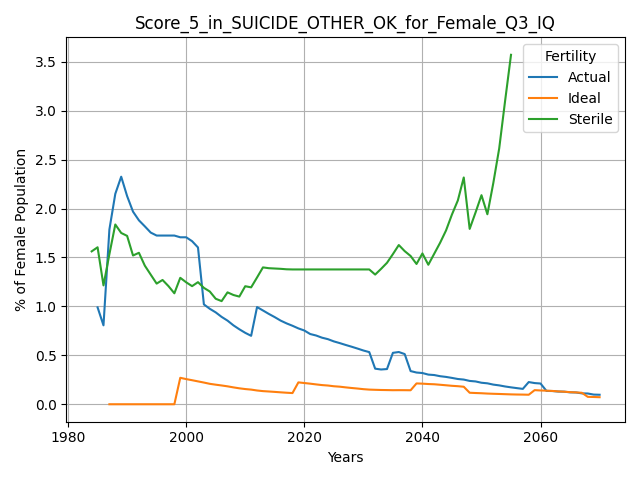 Score_5_in_SUICIDE_OTHER_OK_for_Female_Q3_IQ
Fertility
Actual
Ideal
Sterile
% of Female Population
3.5
3.0
2.5
2.0
1.5
1.0
0.5
0.0
1980 2000 2020 2040 2060
Years